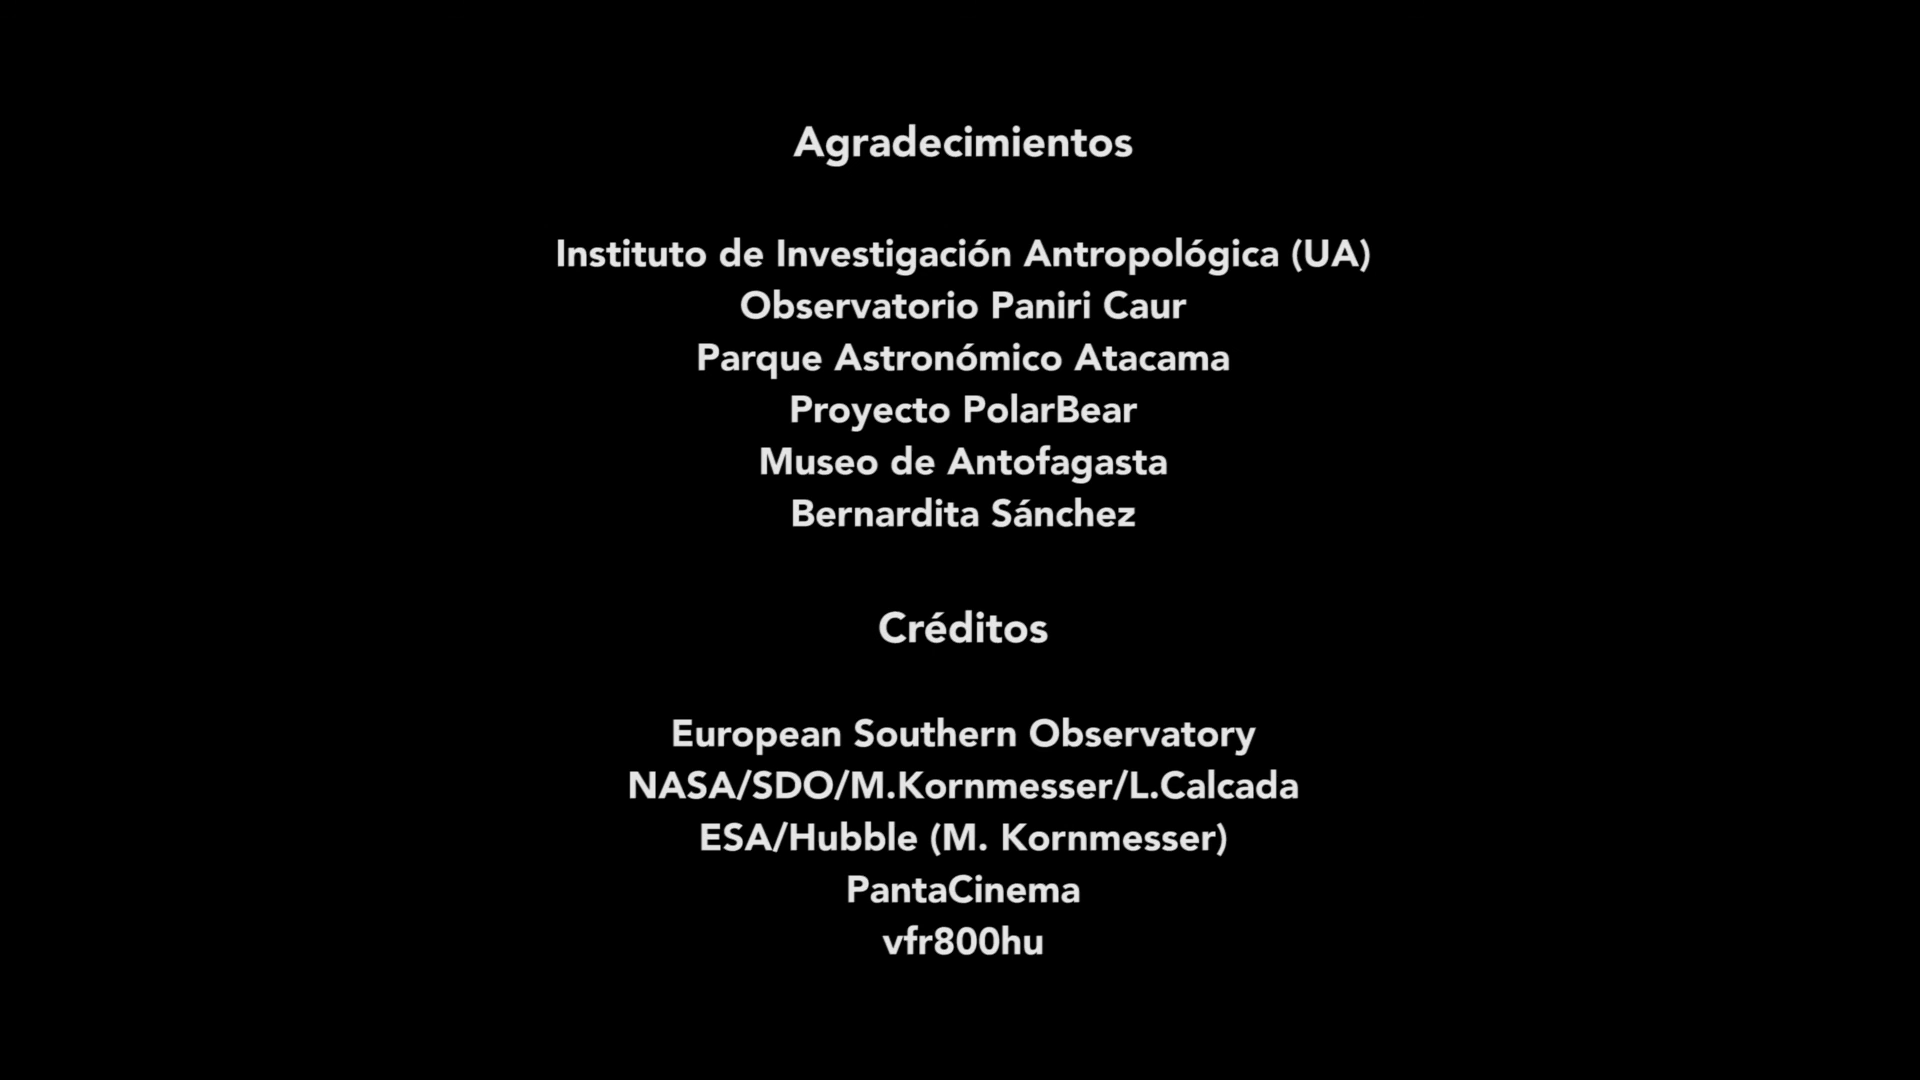 Agradecimientos
Instituto de Investigación Antropológica (UA)
Observatorio Paniri Caur
Parque Astronómico Atacama
Proyecto PolarBear
Museo de Antofagasta
Bernardita Sánchez
Créditos
European Southern Observatory
NASA/SDO/M.Kornmesser/L.Calcada
ESA/Hubble (M. Kornmesser)
PantaCinema
vfr800hu